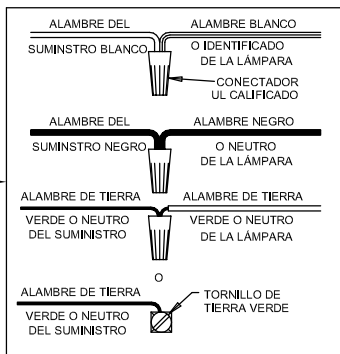 ALAMBRE DEL
SUMINSTRO BLANCO
ALAMBRE BLANCO
O IDENTIFICADO
DE LA LÁMPARA
CONECTADOR
UL CALIFICADO
ALAMBRE DEL
SUMINSTRO NEGRO
ALAMBRE NEGRO
O NEUTRO
DE LA LÁMPARA
ALAMBRE DE TIERRA
VERDE O NEUTRO
DEL SUMINISTRO
ALAMBRE DE TIERRA
VERDE O NEUTRO
DE LA LÁMPARA
O
ALAMBRE DE TIERRA
VERDE O NEUTRO
DEL SUMINISTRO
TORNILLO DE
TIERRA VERDE